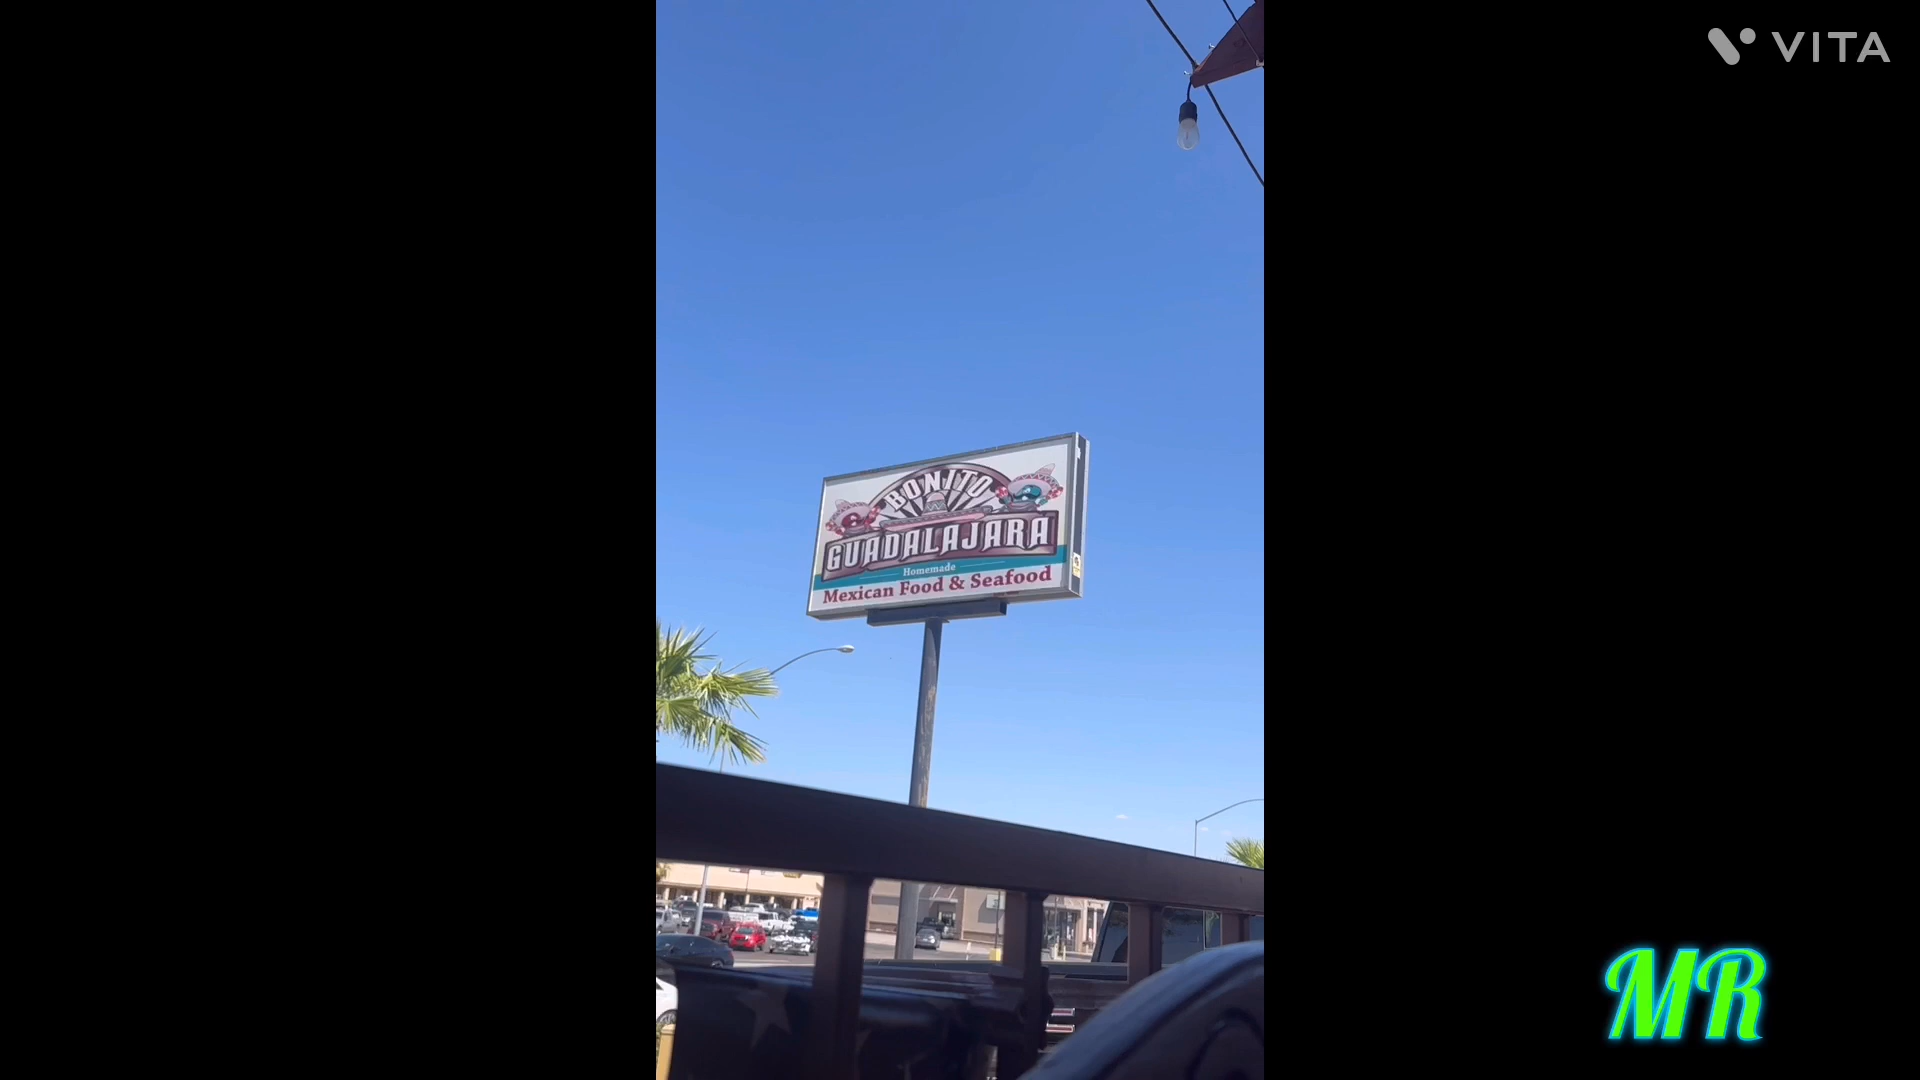 VITA
BONITO
GUADALAJARA
Homemade
Mexican Food & Seafood
MR